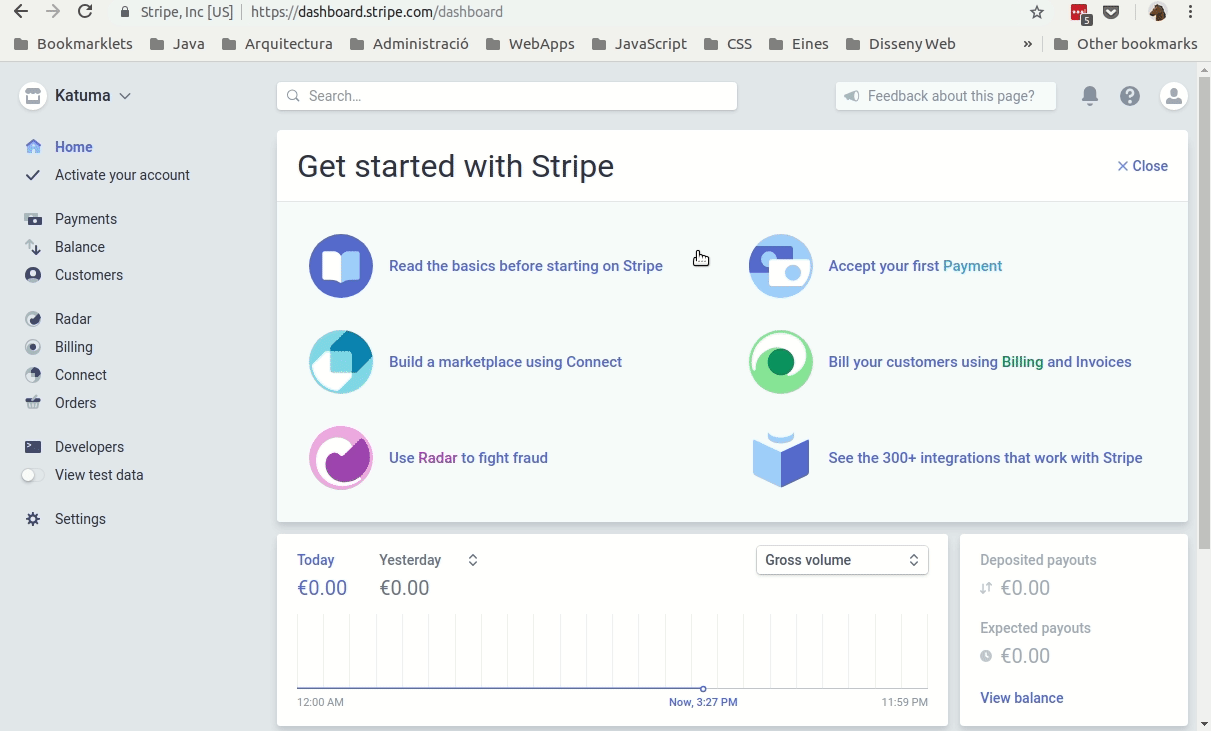 Stripe, Inc [US] https://dashboard.stripe.com/dashboard
5
Bookmarklets Java Arquitectura Administració WebApps JavaScript CSS Eines Disseny Web » Other bookmarks
Katuma
Search...
Feedback about this page?
Home
Activate your account
Payments
Balance
Customers
Radar
Billing
Connect
Orders
Developers
View test data
Settings
Get started with Stripe
× Close
Read the basics before starting on Stripe
Accept your first Payment
Build a marketplace using Connect
Bill your customers using Billing and Invoices
Use Radar to fight fraud
See the 300+ integrations that work with Stripe
Today Yesterday
€0.00 €0.00
Gross volume
12:00 AM Now, 3:27 PM 11:59 PM
Deposited payouts
€0.00
Expected payouts
€0.00
View balance